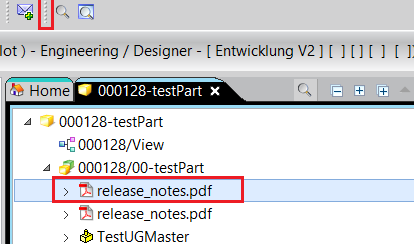 lot ) - Engineering / Designer - [ Entwicklung V2 ] [ ] [ ] [ ] [ ]
Home 000128-testPart
000128-testPart
000128/View
000128/00-testPart
release_notes.pdf
release_notes.pdf
TestUGMaster